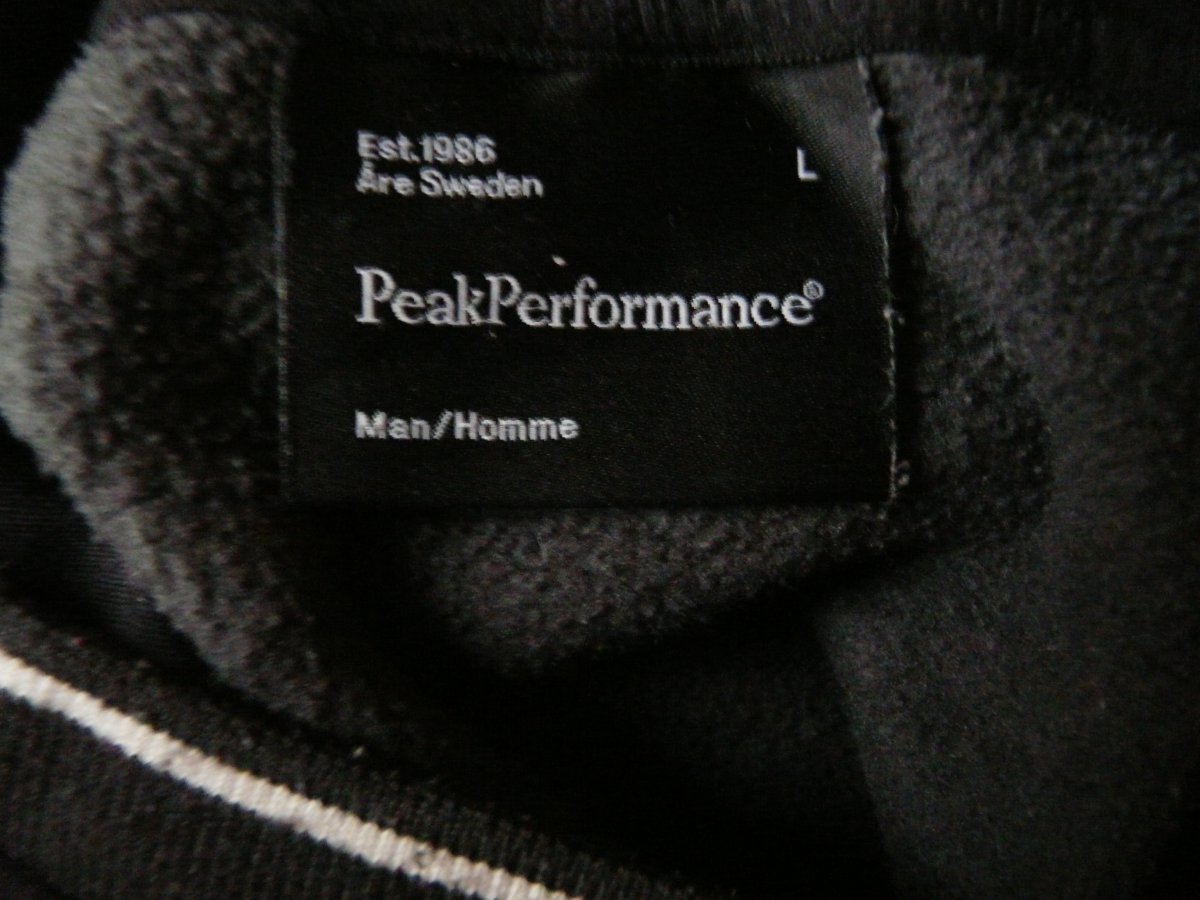 Est.1986
L
Åre Sweden
PeakPerformance®
Man/Homme